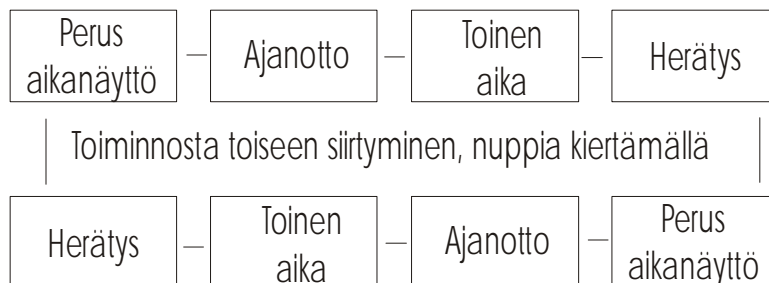 Perus
aikanäyttö
Ajanotto
Toinen
aika
Herätys
Toiminnosta toiseen siirtyminen, nuppia kiertämällä
Herätys
Toinen
aika
Ajanotto
Perus
aikanäyttö